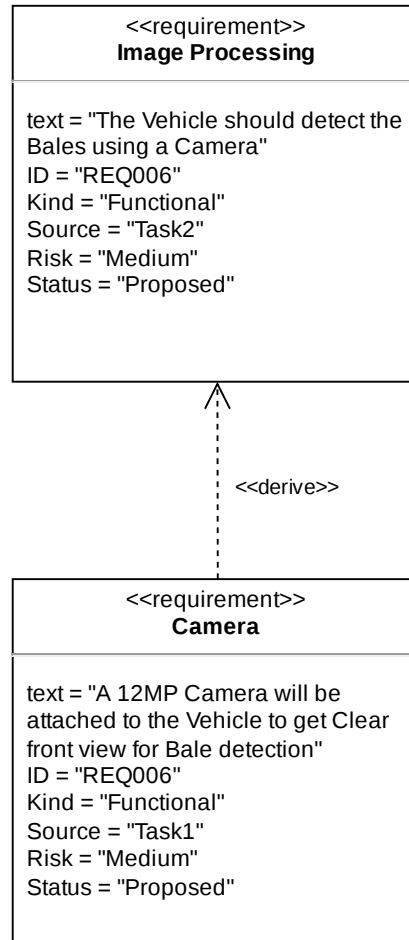 <<requirement>>
Image Processing
text = "The Vehicle should detect the
Bales using a Camera"
ID = "REQ006"
Kind = "Functional"
Source = "Task2"
Risk = "Medium"
Status = "Proposed"
<<derive>>
<<requirement>>
Camera
text = "A 12MP Camera will be
attached to the Vehicle to get Clear
front view for Bale detection"
ID = "REQ006"
Kind = "Functional"
Source = "Task1"
Risk = "Medium"
Status = "Proposed"